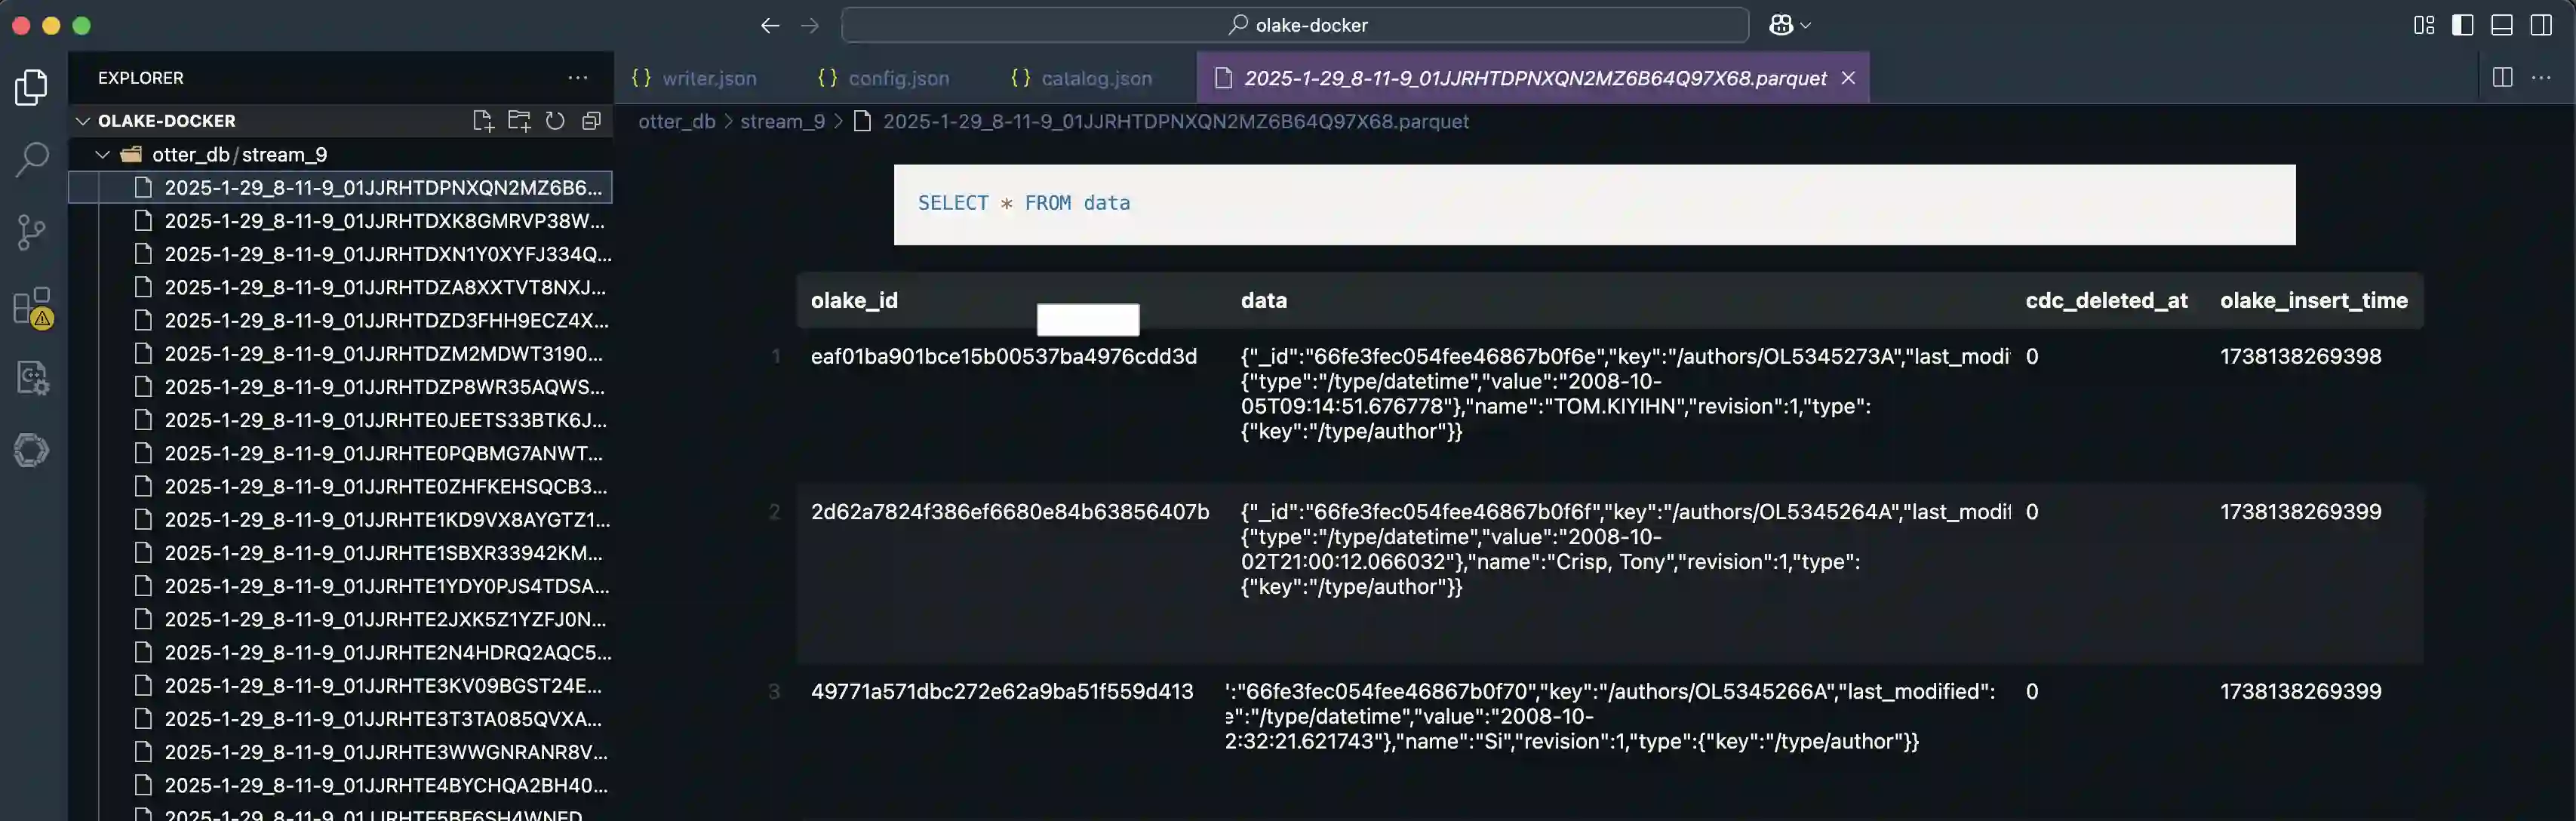 olake-docker
EXPLORER
OLAKE-DOCKER
otter_db/stream_9
2025-1-29_8-11-9_01JJRHTDPNXQN2MZ6B6...
2025-1-29_8-11-9_01JJRHTDXK8GMRVP38W...
2025-1-29_8-11-9_01JJRHTDXN1Y0XYFJ334Q...
2025-1-29_8-11-9_01JJRHTDZA8XXTVT8NXJ...
2025-1-29_8-11-9_01JJRHTDZD3FHH9ECZ4X...
2025-1-29_8-11-9_01JJRHTDZM2MDWT3190...
2025-1-29_8-11-9_01JJRHTDZP8WR35AQWS...
2025-1-29_8-11-9_01JJRHTE0JEETS33BTK6J...
2025-1-29_8-11-9_01JJRHTE0PQBMG7ANWT...
2025-1-29_8-11-9_01JJRHTE0ZHFKEHSQCB3...
2025-1-29_8-11-9_01JJRHTE1KD9VX8AYGTZ1...
2025-1-29_8-11-9_01JJRHTE1SBXR33942KM...
2025-1-29_8-11-9_01JJRHTE1YDY0PJS4TDSA...
2025-1-29_8-11-9_01JJRHTE2JXK5Z1YZFJ0N...
2025-1-29_8-11-9_01JJRHTE2N4HDRQ2AQC5...
2025-1-29_8-11-9_01JJRHTE3KV09BGST24E...
2025-1-29_8-11-9_01JJRHTE3T3TA085QVXA...
2025-1-29_8-11-9_01JJRHTE3WWGNRANR8V...
2025-1-29_8-11-9_01JJRHTE4BYCHQA2BH40...
writer.json
config.json
catalog.json
2025-1-29_8-11-9_01JJRHTDPNXQN2MZ6B64Q97X68.parquet
otter_db > stream_9 > 2025-1-29_8-11-9_01JJRHTDPNXQN2MZ6B64Q97X68.parquet
SELECT * FROM data
olake_id data cdc_deleted_at olake_insert_time
1 eaf01ba901bce15b00537ba4976cdd3d {"_id":"66fe3fec054fee46867b0f6e","key":"/authors/OL5345273A","last_modi 0 1738138269398
{"type":"/type/datetime","value":"2008-10-
05T09:14:51.676778"},"name":"TOM.KIYIHN","revision":1,"type":
{"key":"/type/author"}}
2 2d62a7824f386ef6680e84b63856407b {"_id":"66fe3fec054fee46867b0f6f","key":"/authors/OL5345264A","last_modif 0 1738138269399
{"type":"/type/datetime","value":"2008-10-
02T21:00:12.066032"},"name":"Crisp, Tony","revision":1,"type":
{"key":"/type/author"}}
3 49771a571dbc272e62a9ba51f559d413 ":"66fe3fec054fee46867b0f70","key":"/authors/OL5345266A","last_modified": 0 1738138269399
e":"/type/datetime","value":"2008-10-
2:32:21.621743"},"name":"Si","revision":1,"type":{"key":"/type/author"}}